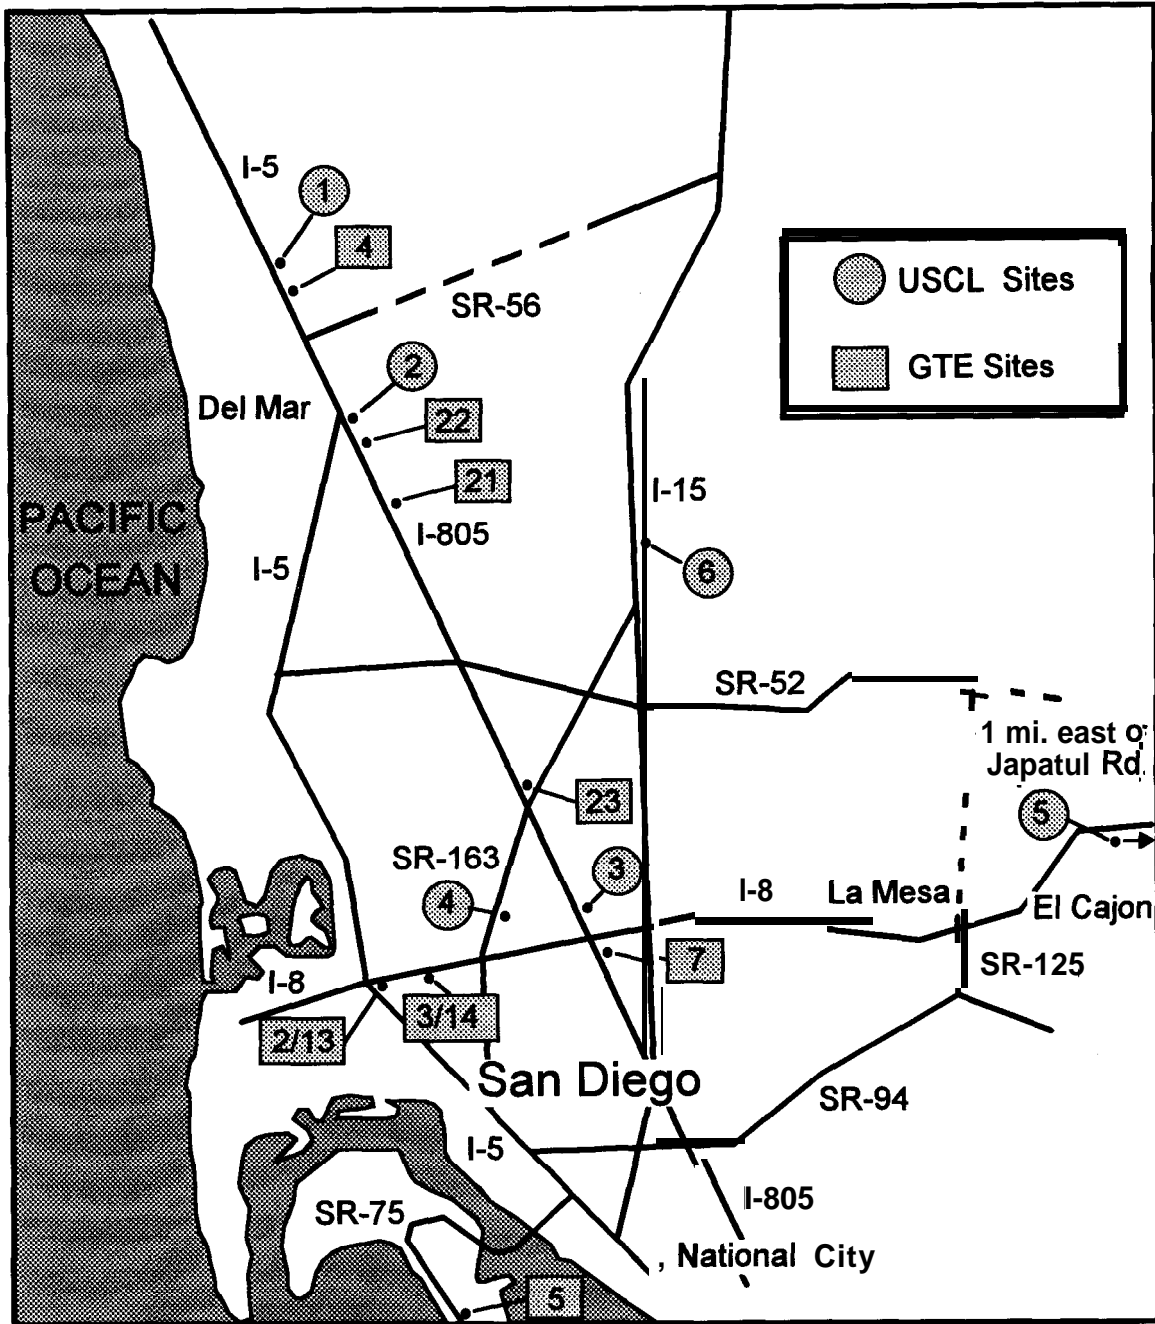 I-5
1
4
USCL Sites
SR-56
2
GTE Sites
Del Mar
22
21
I-15
PACIFIC
OCEAN
I-805
I-5
6
SR-52
1 mi. east of
Japatul Rd.
23
5
SR-163
3
4
I-8
La Mesa
El Cajon
7
SR-125
I-8
3/14
2/13
San Diego
SR-94
I-5
SR-75
I-805
, National City
5